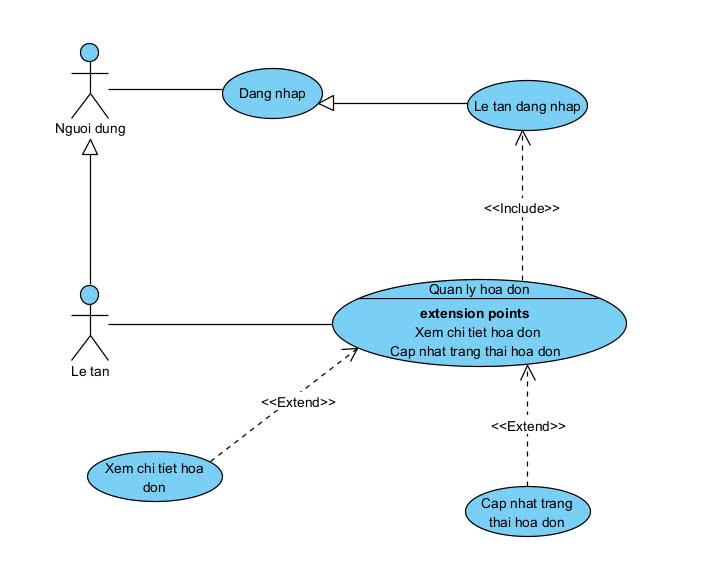 Dang nhap
Le tan dang nhap
Nguoi dung
<<Include>>
Quan ly hoa don
extension points
Xem chi tiet hoa don
Cap nhat trang thai hoa don
Le tan
<<Extend>>
<<Extend>>
Xem chi tiet hoa
don
Cap nhat trang
thai hoa don